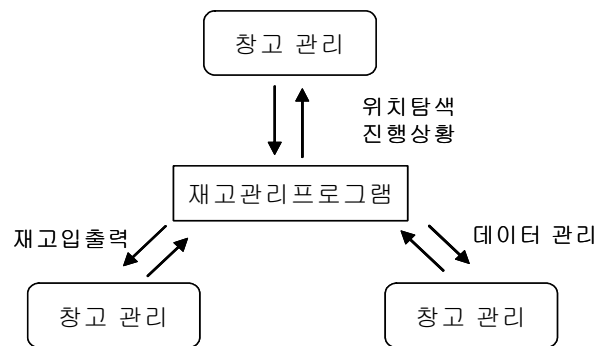 창고 관리
위치탐색
진행상황
재고관리프로그램
재고입출력
데이터 관리
창고 관리
창고 관리